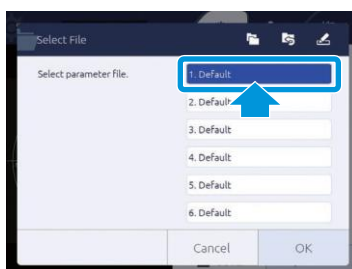 Select File
Select parameter file.
1. Default
2. Default
3. Default
4. Default
5. Default
6. Default
Cancel
OK